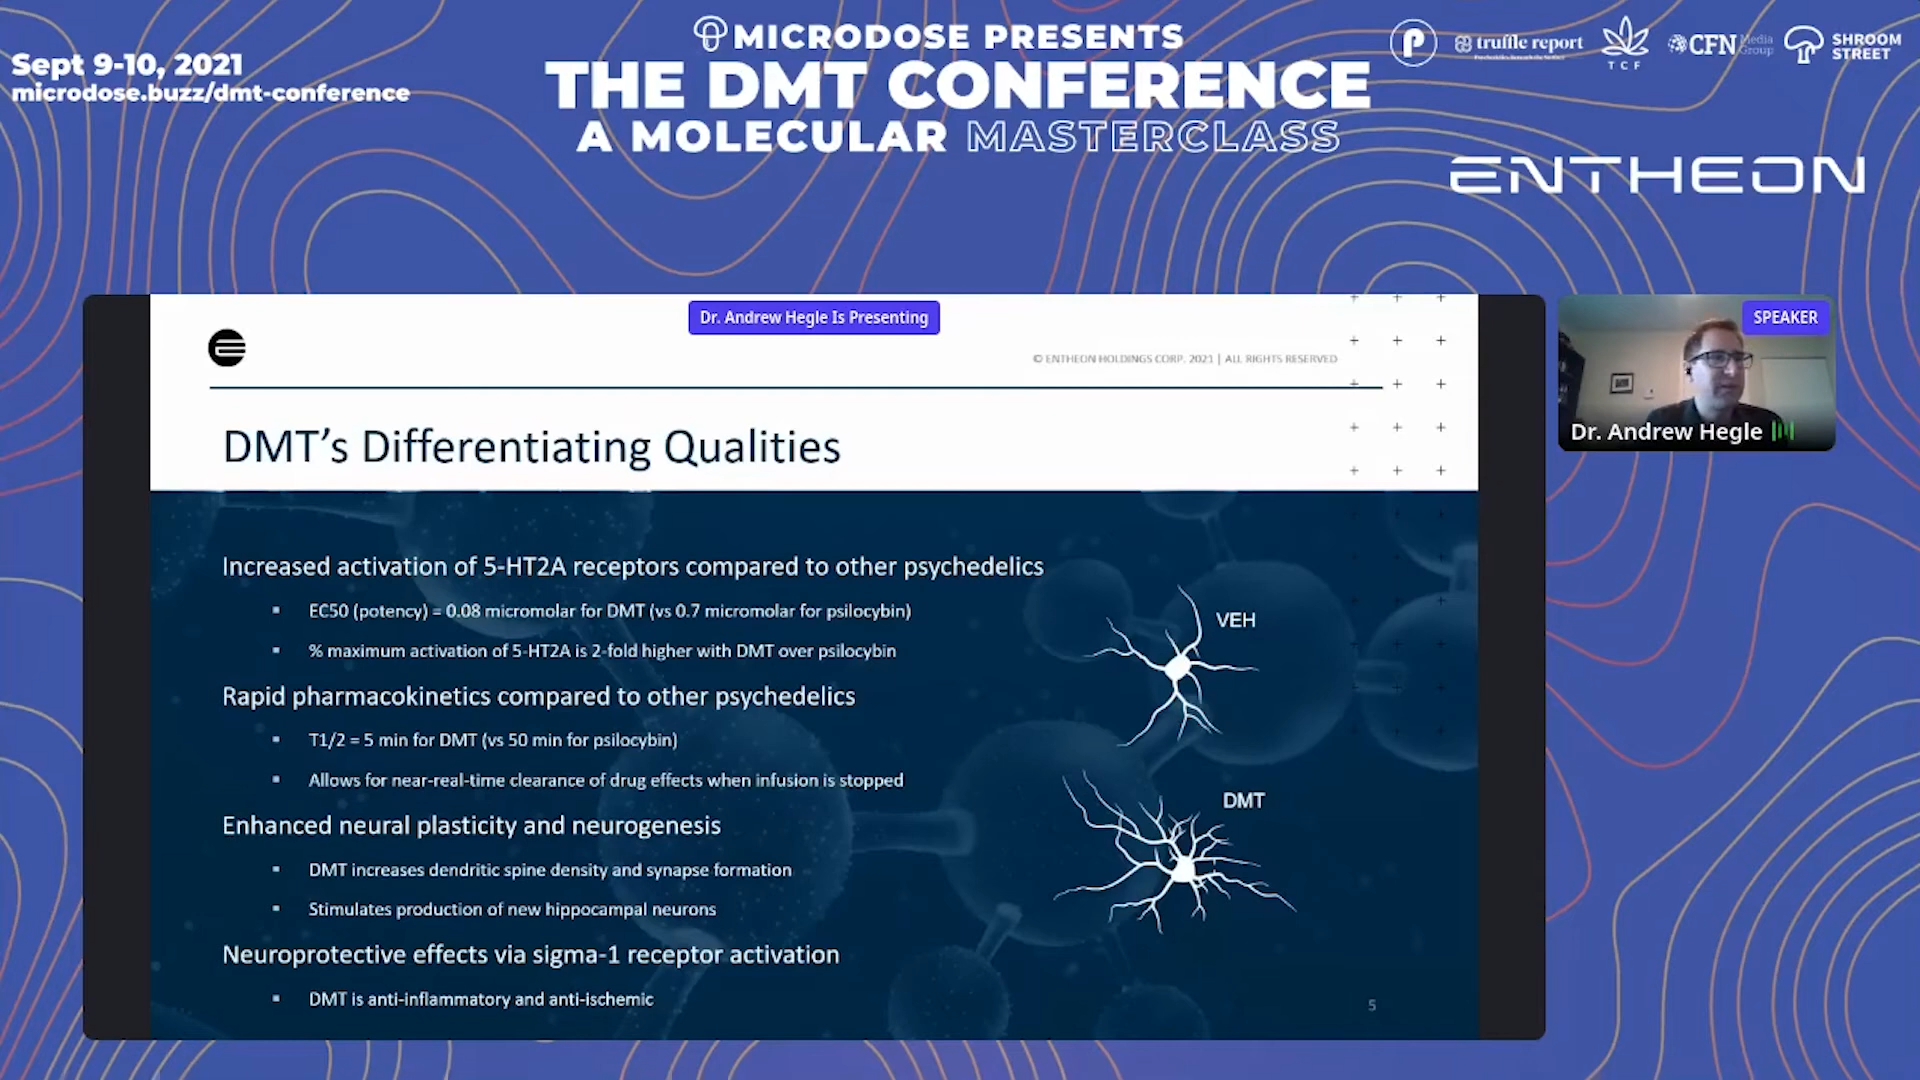 Sept 9-10, 2021
microdose.buzz/dmt-conference
MICRODOSE PRESENTS
THE DMT CONFERENCE
A MOLECULAR MASTERCLASS
P
truffle report
TCF
CFN Media Group
SHROOM STREET
ENTHEON
Dr. Andrew Hegle Is Presenting
© ENTHEON HOLDINGS CORP. 2021 | ALL RIGHTS RESERVED
SPEAKER
Dr. Andrew Hegle
DMT’s Differentiating Qualities
Increased activation of 5-HT2A receptors compared to other psychedelics
▪ EC50 (potency) = 0.08 micromolar for DMT (vs 0.7 micromolar for psilocybin)
▪ % maximum activation of 5-HT2A is 2-fold higher with DMT over psilocybin
Rapid pharmacokinetics compared to other psychedelics
▪ T1/2 = 5 min for DMT (vs 50 min for psilocybin)
▪ Allows for near-real-time clearance of drug effects when infusion is stopped
Enhanced neural plasticity and neurogenesis
▪ DMT increases dendritic spine density and synapse formation
▪ Stimulates production of new hippocampal neurons
Neuroprotective effects via sigma-1 receptor activation
▪ DMT is anti-inflammatory and anti-ischemic
VEH
DMT
5